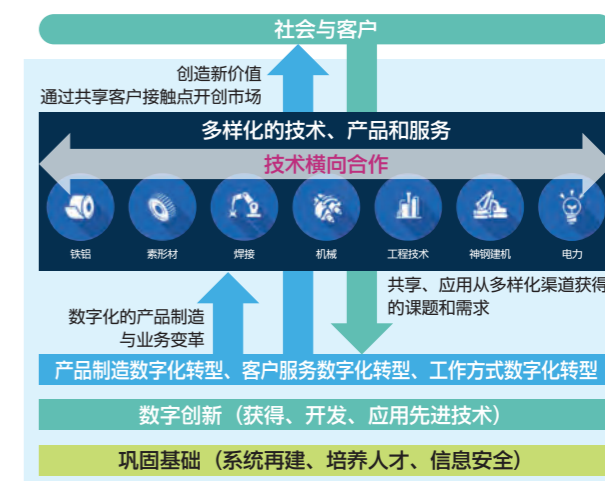 社会与客户
创造新价值
通过共享客户接触点开创市场
多样化的技术、产品和服务
技术横向合作
铁铝
素形材
焊接
机械
工程技术
神钢建机
电力
共享、应用从多样化渠道获得
的课题和需求
数字化的产品制造
与业务变革
产品制造数字化转型、客户服务数字化转型、工作方式数字化转型
数字创新（获得、开发、应用先进技术）
巩固基础（系统再建、培养人才、信息安全）